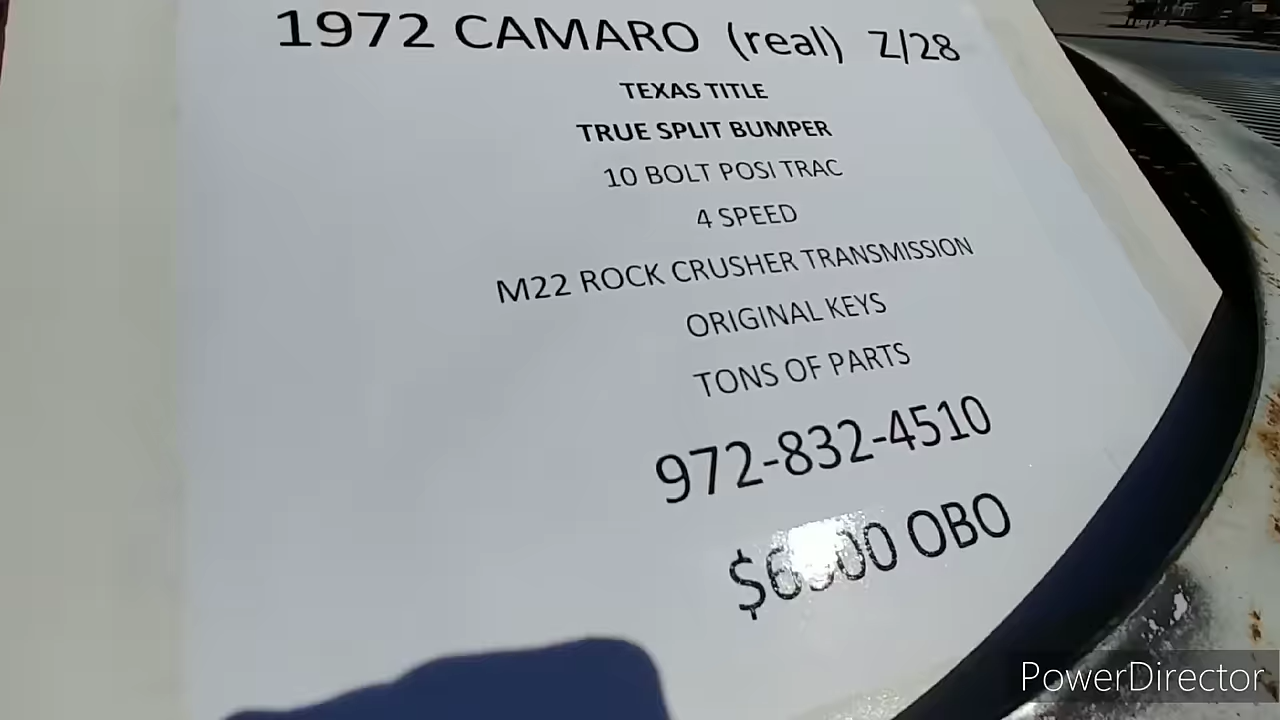 1972 CAMARO (real) Z/28
TEXAS TITLE
TRUE SPLIT BUMPER
10 BOLT POSI TRAC
4 SPEED
M22 ROCK CRUSHER TRANSMISSION
ORIGINAL KEYS
TONS OF PARTS
972-832-4510
OBO
PowerDirector